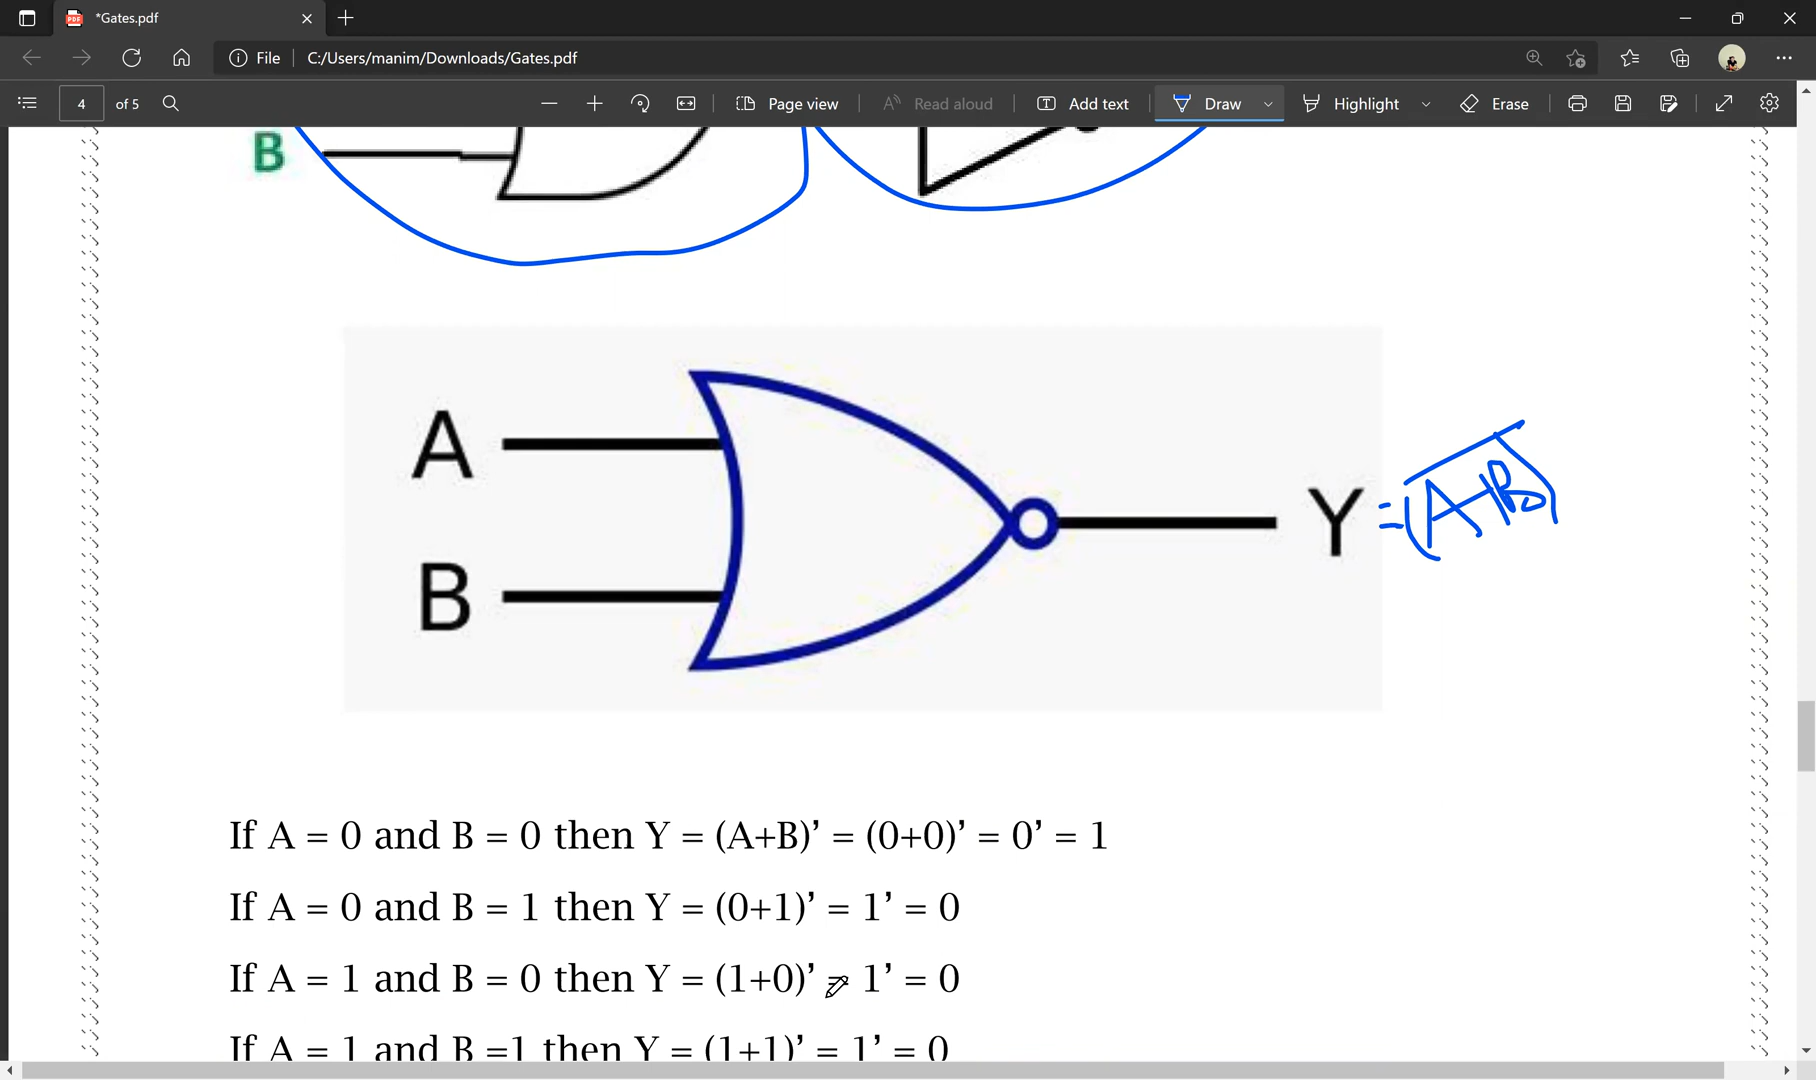 *Gates.pdf
File C:/Users/manim/Downloads/Gates.pdf
4 of 5 Page view Read aloud Add text Draw Highlight Erase
B
A
B
Y
If A = 0 and B = 0 then Y = (A+B)’ = (0+0)’ = 0’ = 1
If A = 0 and B = 1 then Y = (0+1)’ = 1’ = 0
If A = 1 and B = 0 then Y = (1+0)’ = 1’ = 0
If A = 1 and B =1 then Y = (1+1)’ = 1’ = 0